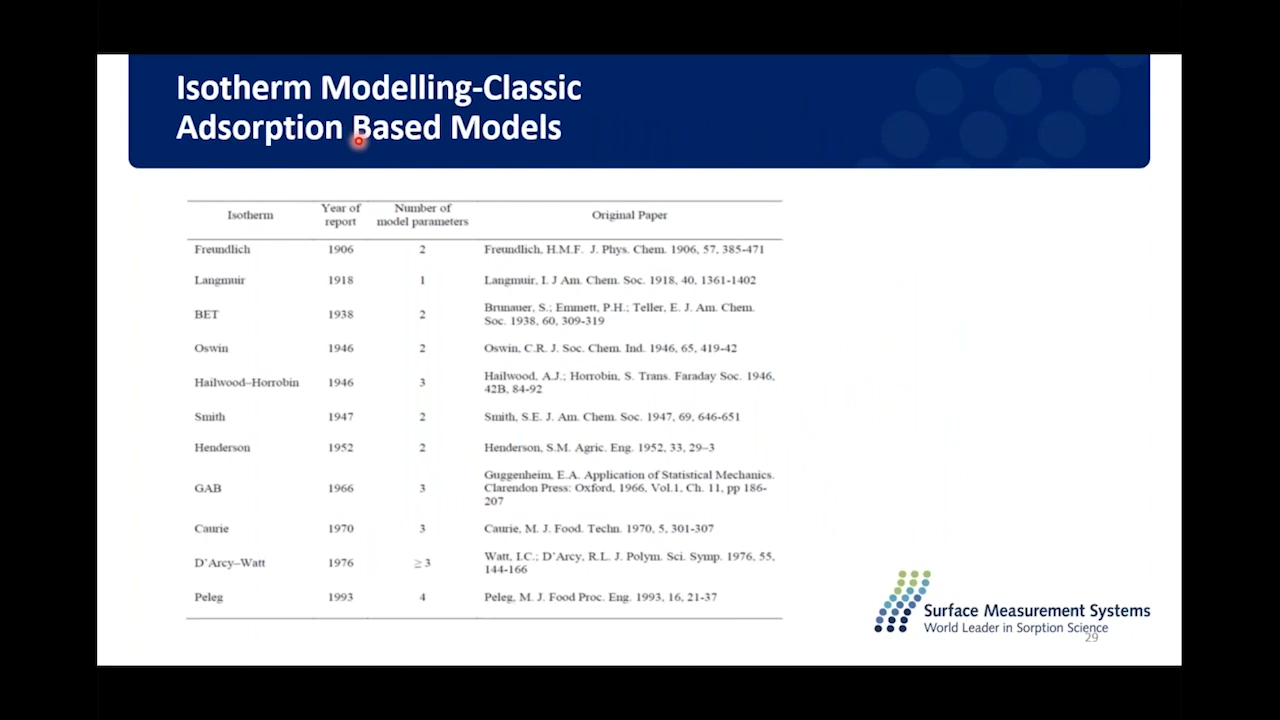 Isotherm Modelling-Classic
Adsorption Based Models
Isotherm Year of report Number of model parameters Original Paper
Freundlich 1906 2 Freundlich, H.M.F. J. Phys. Chem. 1906, 57, 385-471
Langmuir 1918 1 Langmuir, I. J Am. Chem. Soc. 1918, 40, 1361-1402
BET 1938 2 Brunauer, S.; Emmett, P.H.; Teller, E. J. Am. Chem.
Soc. 1938, 60, 309-319
Oswin 1946 2 Oswin, C.R. J. Soc. Chem. Ind. 1946, 65, 419-42
Hailwood–Horrobin 1946 3 Hailwood, A.J.; Horrobin, S. Trans. Faraday Soc. 1946,
42B, 84-92
Smith 1947 2 Smith, S.E. J. Am. Chem. Soc. 1947, 69, 646-651
Henderson 1952 2 Henderson, S.M. Agric. Eng. 1952, 33, 29–3
GAB 1966 3 Guggenheim, E.A. Application of Statistical Mechanics.
Clarendon Press: Oxford, 1966, Vol.1, Ch. 11, pp 186-
207
Caurie 1970 3 Caurie, M. J. Food. Techn. 1970, 5, 301-307
D'Arcy–Watt 1976 ≥ 3 Watt, I.C.; D'Arcy, R.L. J. Polym. Sci. Symp. 1976, 55,
144-166
Peleg 1993 4 Peleg, M. J. Food Proc. Eng. 1993, 16, 21-37
Surface Measurement Systems
World Leader in Sorption Science
29